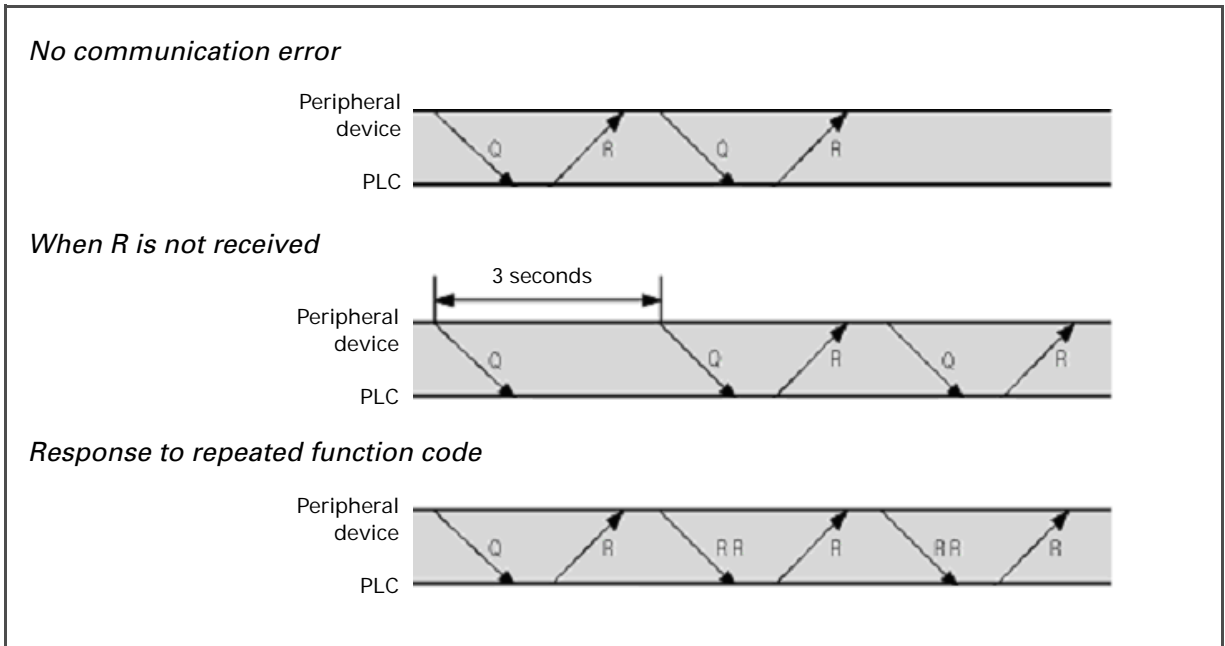 No communication error
Peripheral
device
Q R Q R
PLC
When R is not received
3 seconds
Peripheral
device
Q Q R Q R
PLC
Response to repeated function code
Peripheral
device
Q R RR R RR R
PLC